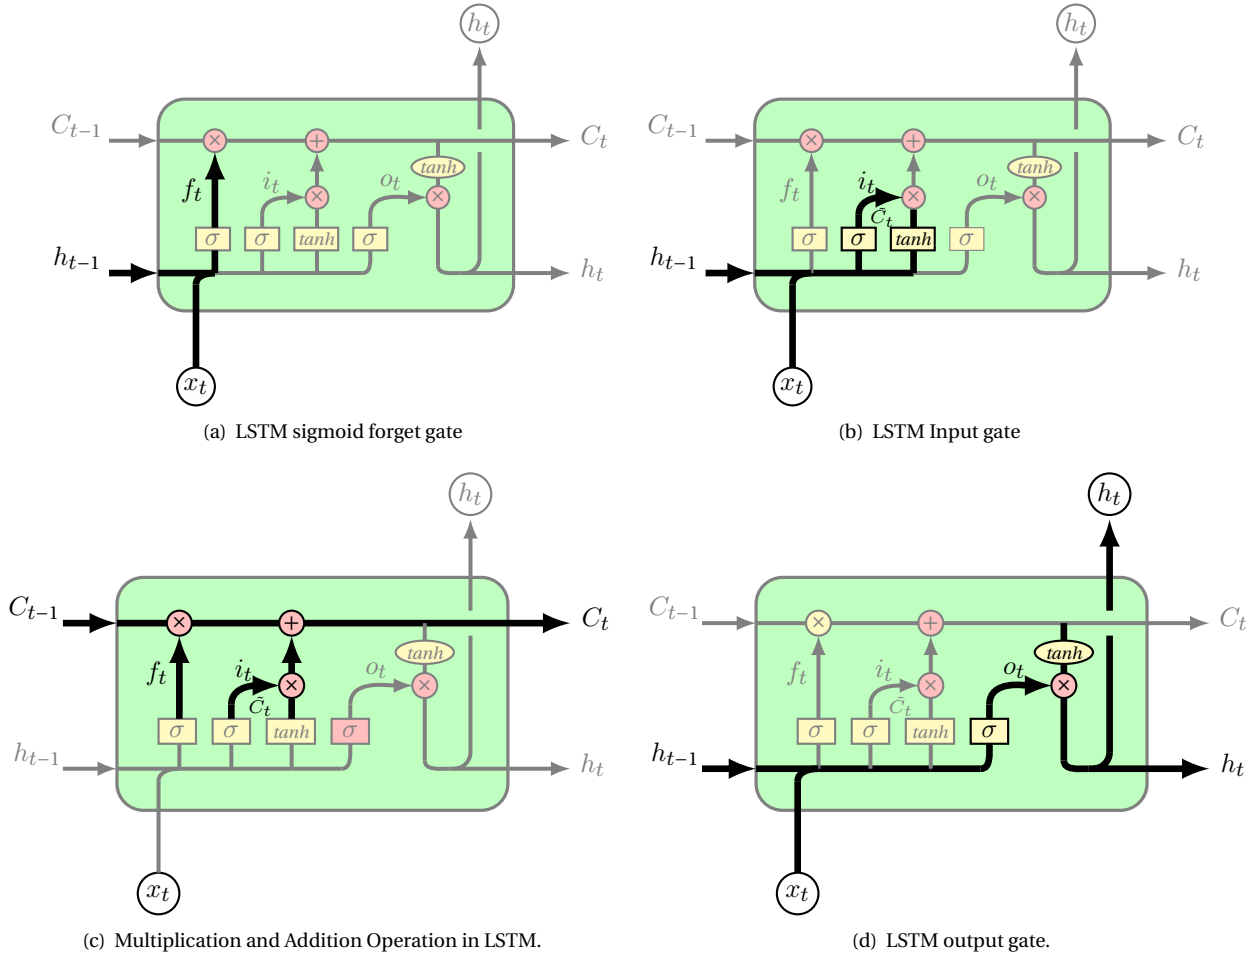 h_t
h_t
C_{t-1} × + C_t
C_{t-1} × + C_t
tanh
tanh
f_t i_t × o_t ×
f_t i_t × o_t ×
C̃_t
σ σ tanh σ
σ σ tanh σ
h_{t-1} h_t
h_{t-1} h_t
x_t
x_t
(a) LSTM sigmoid forget gate
(b) LSTM Input gate
h_t
h_t
C_{t-1} × + C_t
C_{t-1} × + C_t
tanh
tanh
f_t i_t × o_t ×
f_t i_t × o_t ×
C̃_t
C̃_t
σ σ tanh σ
σ σ tanh σ
h_{t-1} h_t
h_{t-1} h_t
x_t
x_t
(c) Multiplication and Addition Operation in LSTM.
(d) LSTM output gate.